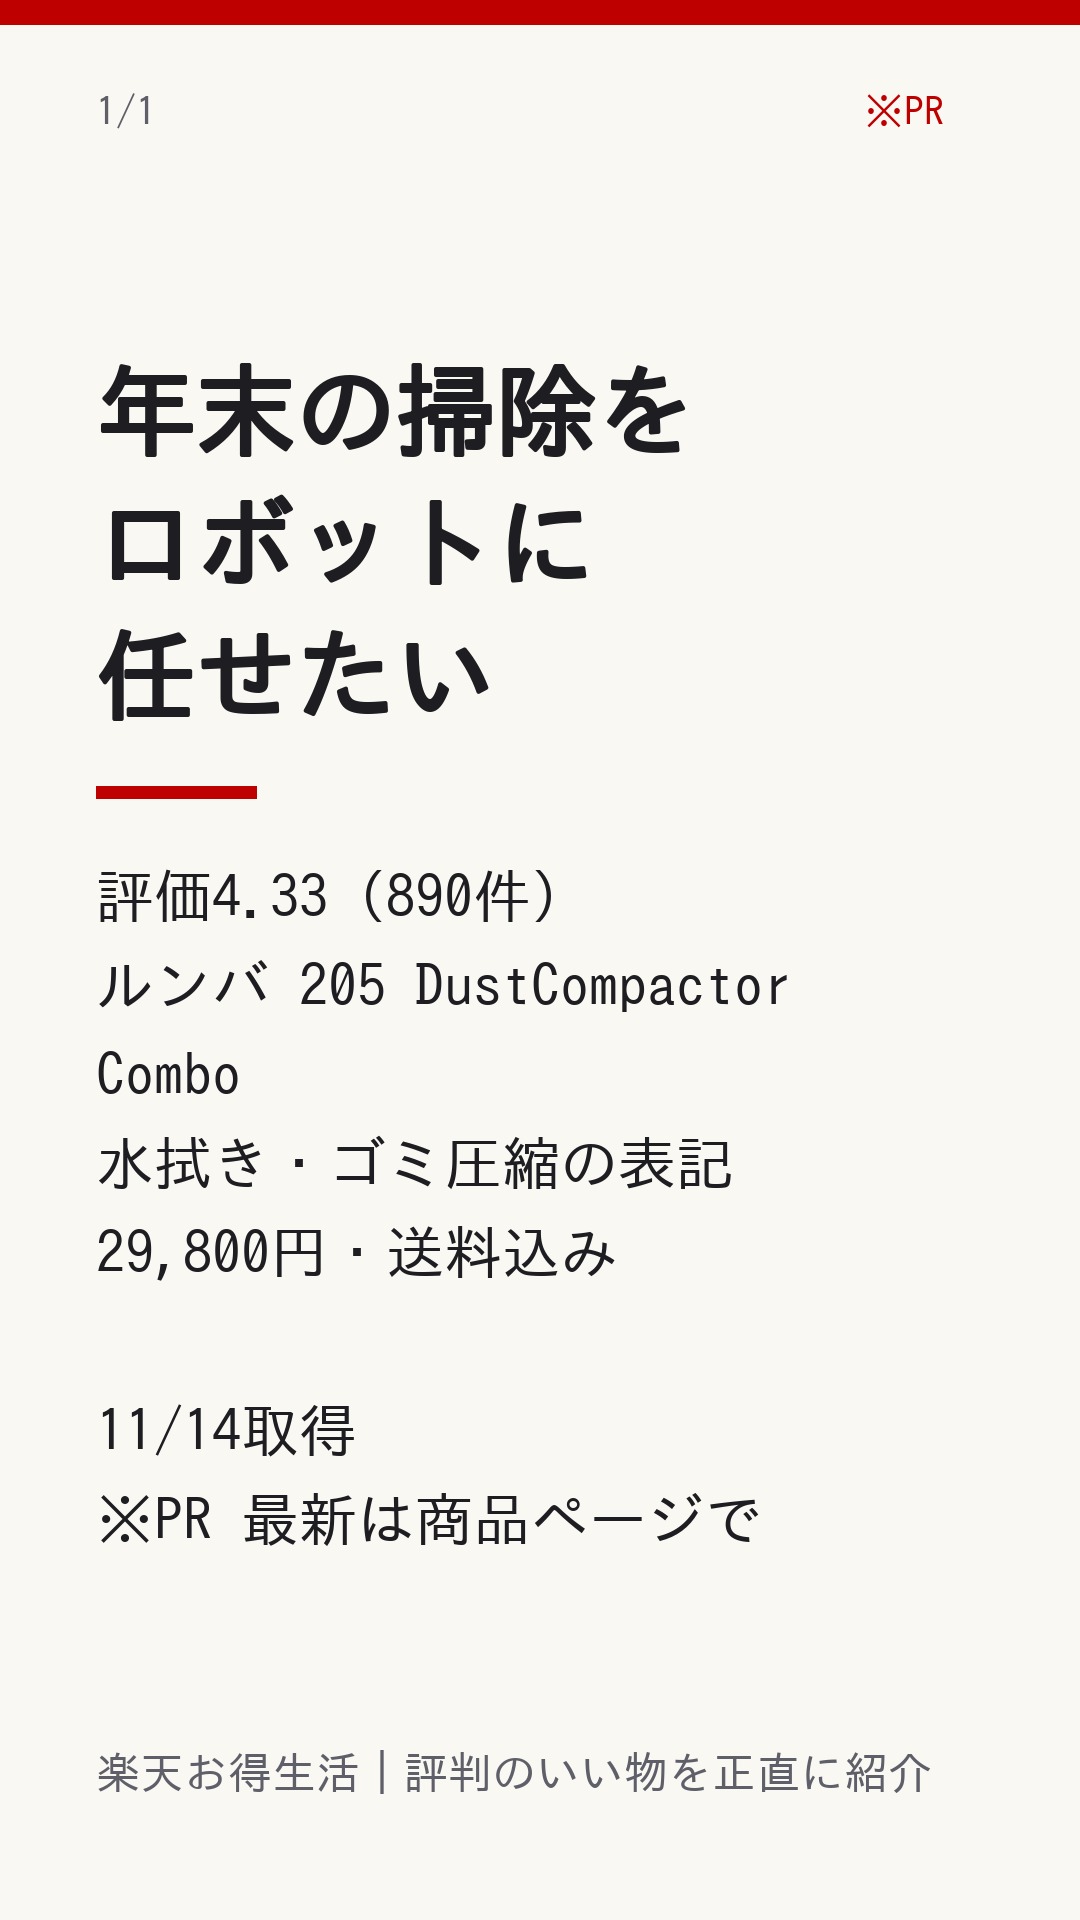 1/1
※PR
年末の掃除を
ロボットに
任せたい
評価4.33（890件）
ルンバ 205 DustCompactor
Combo
水拭き・ゴミ圧縮の表記
29,800円・送料込み
11/14取得
※PR 最新は商品ページで
楽天お得生活｜評判のいい物を正直に紹介